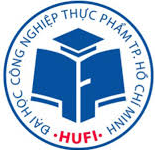 ĐẠI HỌC CÔNG NGHIỆP THỰC PHẨM TP. HỒ CHÍ MINH
HUFI